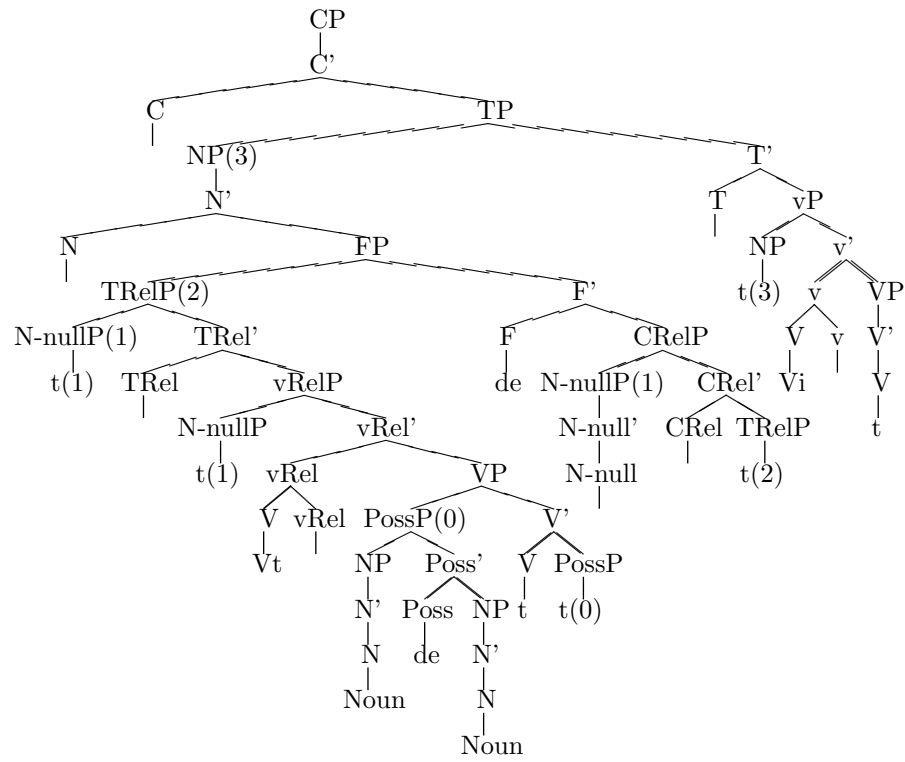 CP
C'
C TP
NP(3) T'
N' T vP
N FP NP v'
TRelP(2) F' t(3) v VP
N-nullP(1) TRel' F CRelP V v V'
t(1) TRel vRelP de N-nullP(1) CRel' Vi V
N-nullP vRel' N-null' CRel TRelP t
t(1) vRel VP N-null t(2)
V vRel PossP(0) V'
Vt NP Poss' V PossP
N' Poss NP t t(0)
N de N'
Noun N
Noun